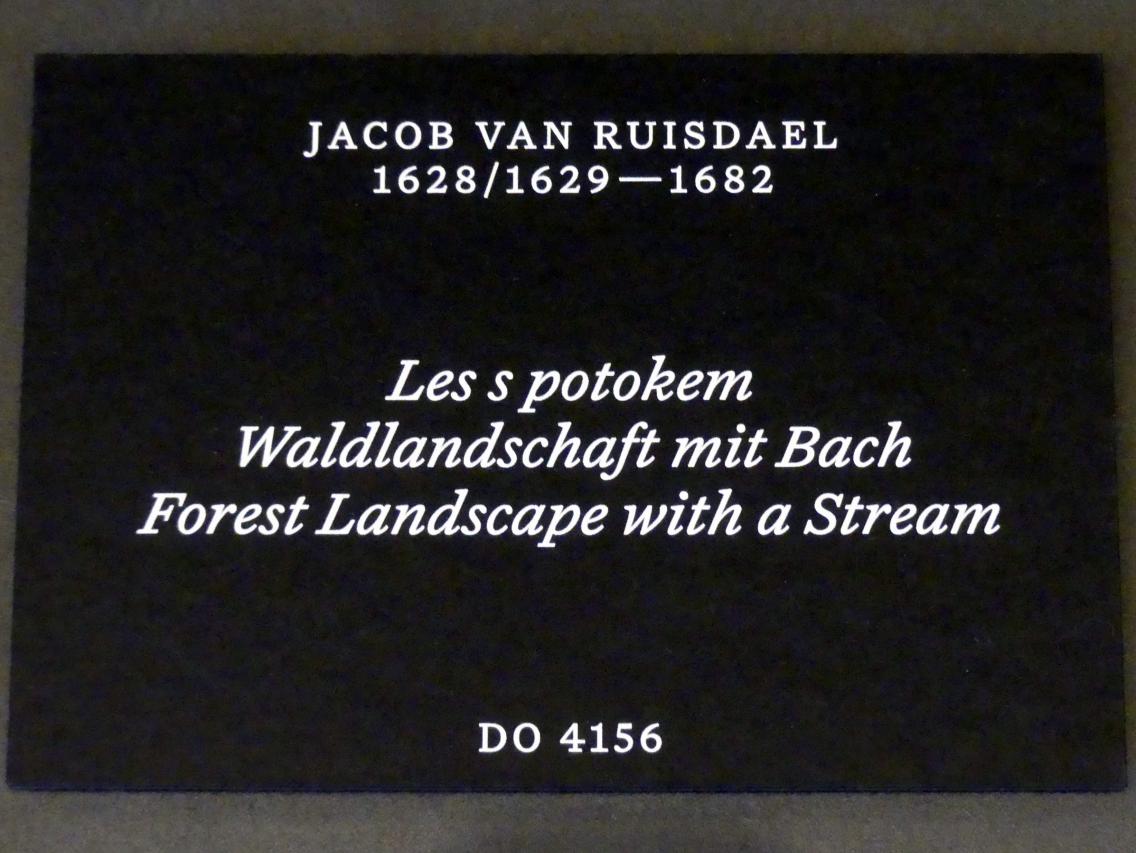 JACOB VAN RUISDAEL
1628/1629—1682
Les s potokem
Waldlandschaft mit Bach
Forest Landscape with a Stream
DO 4156